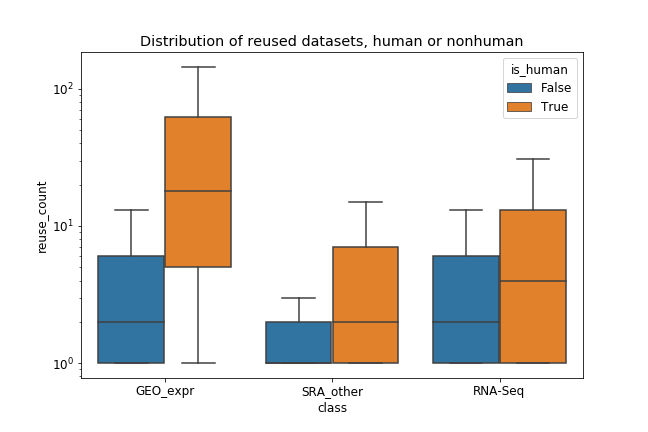 Distribution of reused datasets, human or nonhuman
is_human
False
True
reuse_count
10²
10¹
10⁰
GEO_expr
SRA_other
RNA-Seq
class